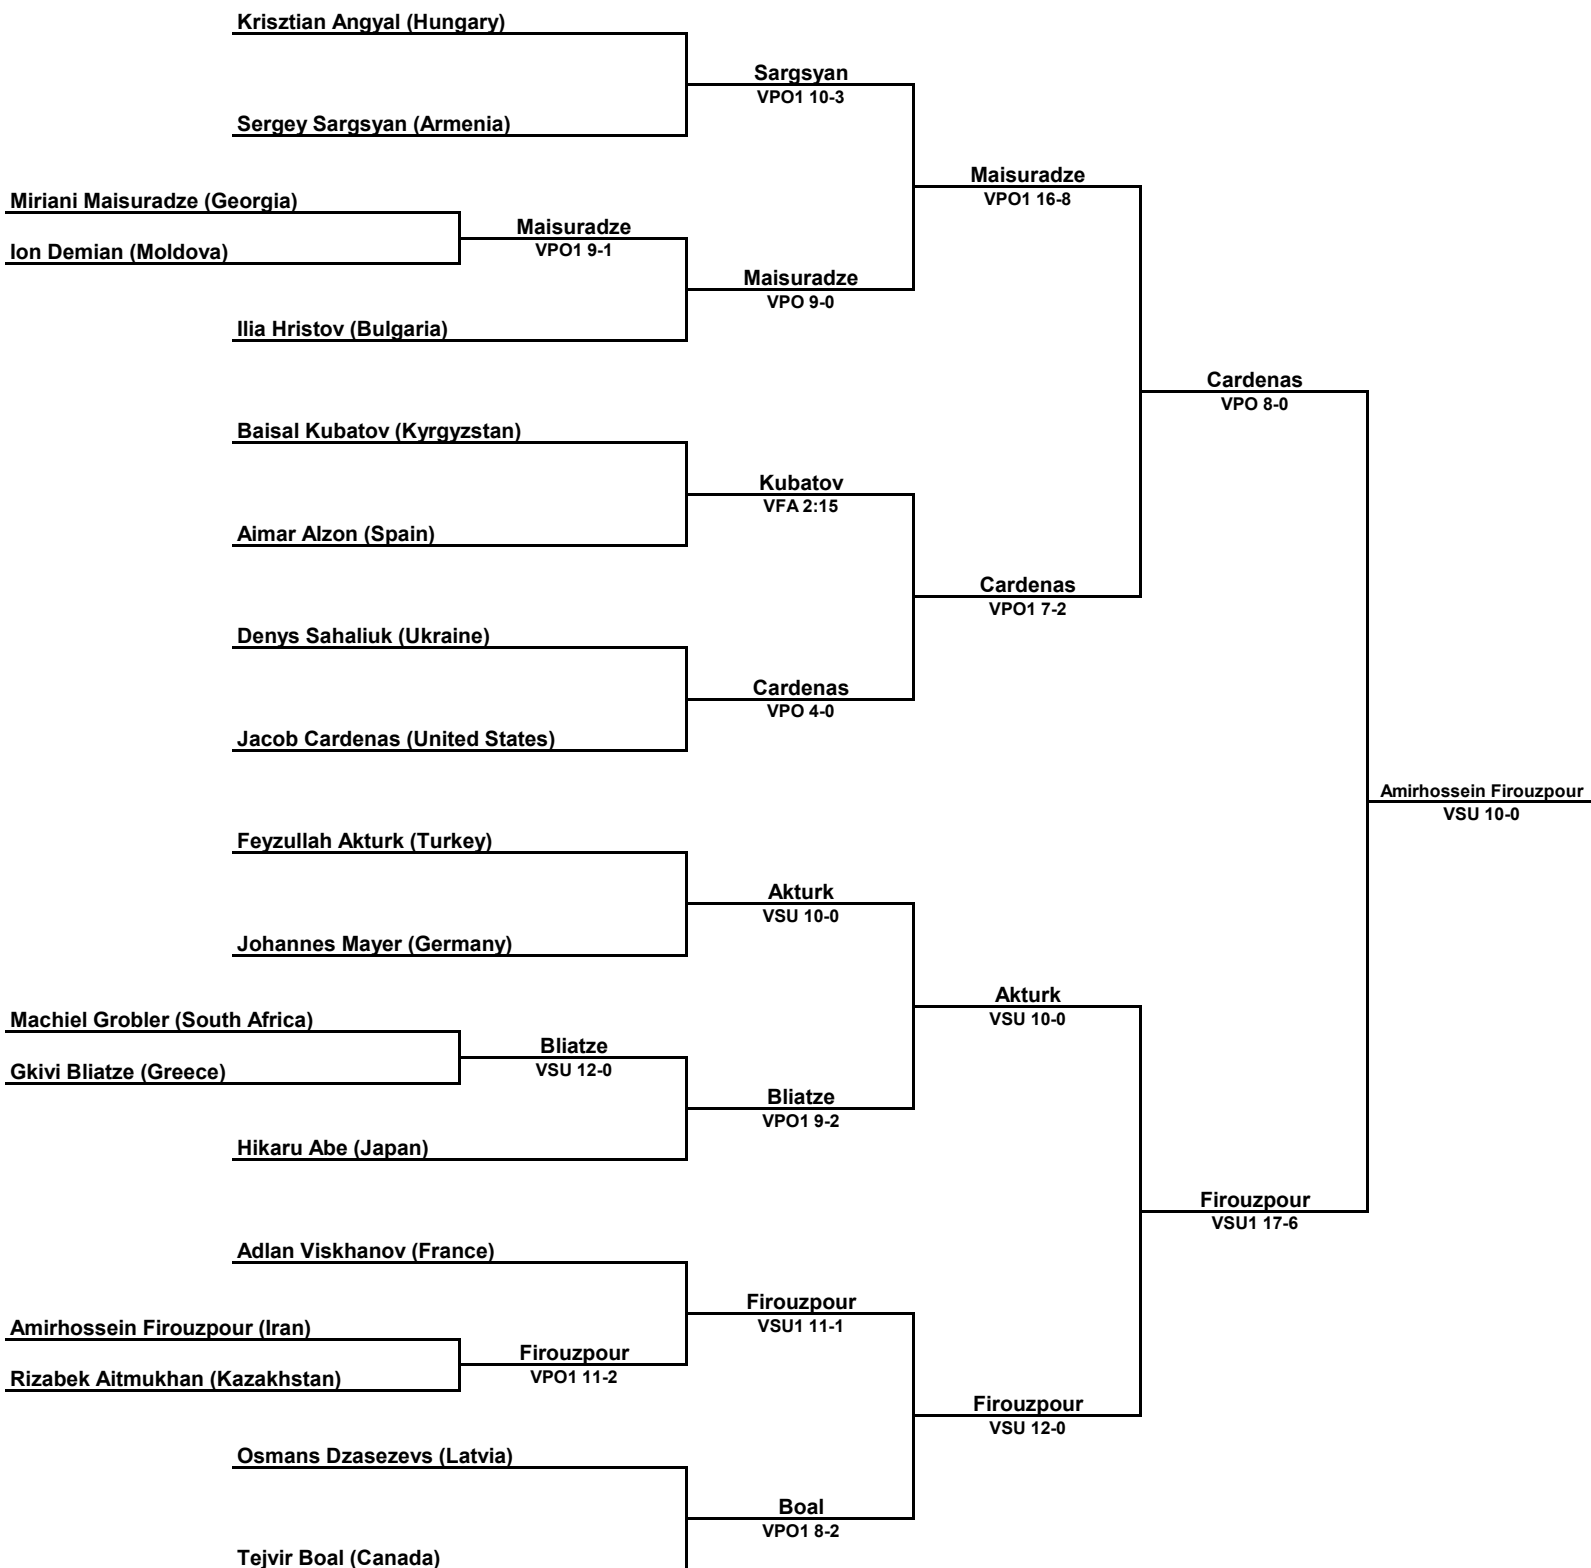 Krisztian Angyal (Hungary)
Sargsyan
VPO1 10-3
Sergey Sargsyan (Armenia)
Maisuradze
VPO1 16-8
Miriani Maisuradze (Georgia)
Maisuradze
VPO1 9-1
Ion Demian (Moldova)
Maisuradze
VPO 9-0
Ilia Hristov (Bulgaria)
Cardenas
VPO 8-0
Baisal Kubatov (Kyrgyzstan)
Kubatov
VFA 2:15
Aimar Alzon (Spain)
Cardenas
VPO1 7-2
Denys Sahaliuk (Ukraine)
Cardenas
VPO 4-0
Jacob Cardenas (United States)
Amirhossein Firouzpour
VSU 10-0
Feyzullah Akturk (Turkey)
Akturk
VSU 10-0
Johannes Mayer (Germany)
Akturk
VSU 10-0
Machiel Grobler (South Africa)
Bliatze
VSU 12-0
Gkivi Bliatze (Greece)
Bliatze
VPO1 9-2
Hikaru Abe (Japan)
Firouzpour
VSU1 17-6
Adlan Viskhanov (France)
Firouzpour
VSU1 11-1
Amirhossein Firouzpour (Iran)
Firouzpour
VPO1 11-2
Rizabek Aitmukhan (Kazakhstan)
Firouzpour
VSU 12-0
Osmans Dzasezevs (Latvia)
Boal
VPO1 8-2
Tejvir Boal (Canada)